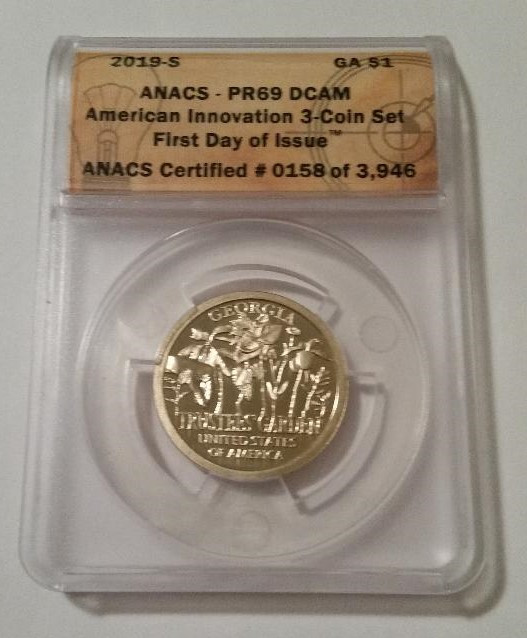 2019-S GA $1
ANACS - PR69 DCAM
American Innovation 3-Coin Set
First Day of Issue™
ANACS Certified # 0158 of 3,946
GEORGIA
TRUSTEES GARDEN
UNITED STATES
OF AMERICA